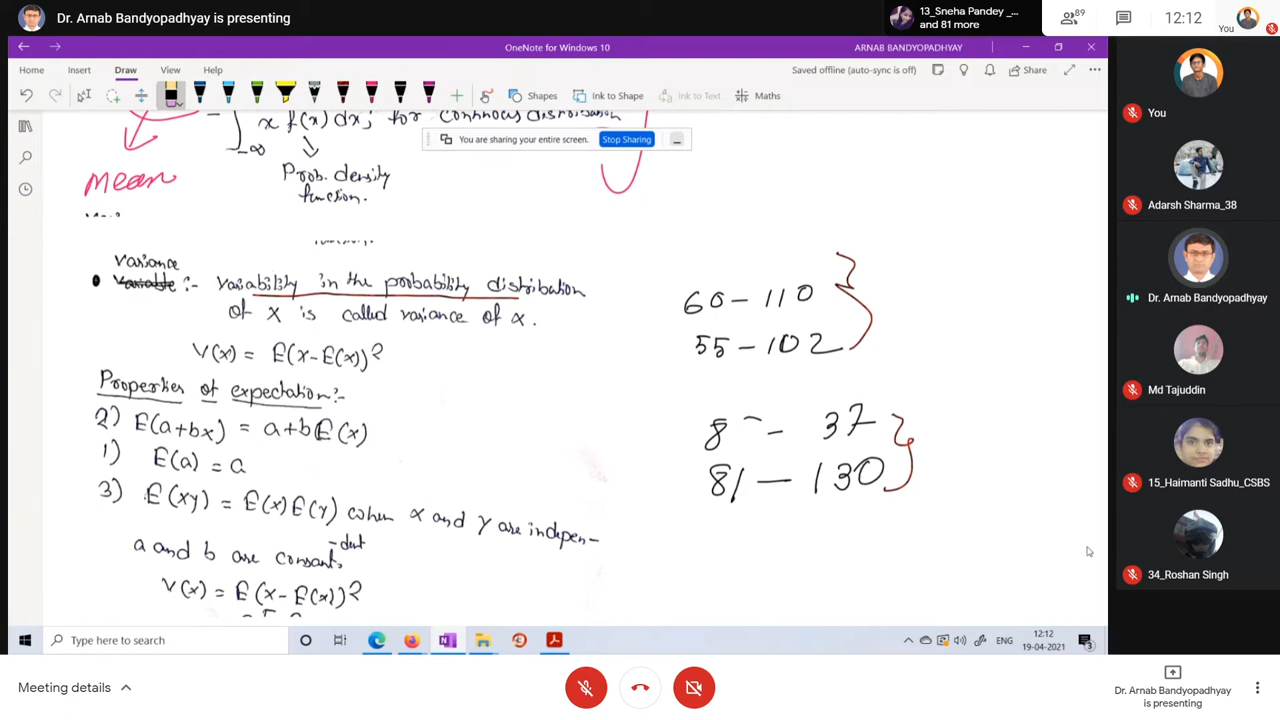 Dr. Arnab Bandyopadhyay is presenting
13_Sneha Pandey _...
and 81 more
89
12:12
You
OneNote for Windows 10
ARNAB BANDYOPADHYAY
Home Insert Draw View Help
Saved offline (auto-sync is off)
Share
Shapes
Ink to Shape
Ink to Text
Maths
∫ x f(x) dx; for continous distribution
-∞
You are sharing your entire screen.
Stop Sharing
Mean
Prob. density
function.
variance
variable :- variability in the probability distribution
of x is called variance of x.
V(x) = E(x-E(x))²
Properties of expectation:-
2) E(a+bx) = a+bE(x)
1) E(a) = a
3) E(xy) = E(x)E(y) when x and y are indepen-
-dent
a and b are constant.
V(x) = E(x-E(x))²
60-110
55-102
8 - 37
81-130
You
Adarsh Sharma_38
Dr. Arnab Bandyopadhyay
Md Tajuddin
15_Haimanti Sadhu_CSBS
34_Roshan Singh
Type here to search
ENG
12:12
19-04-2021
3
Meeting details
Dr. Arnab Bandyopadhyay
is presenting